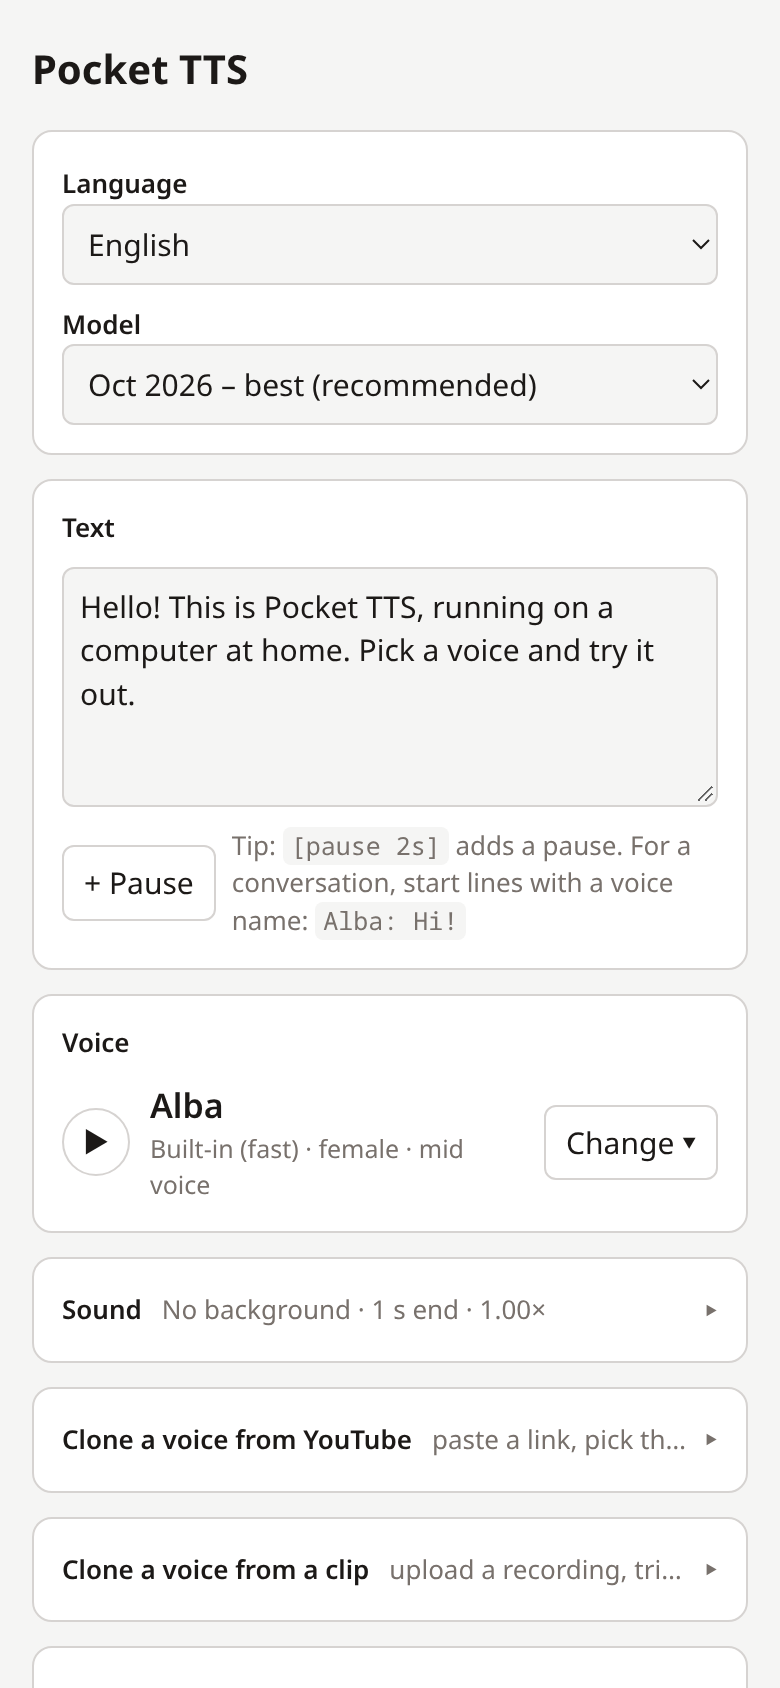 Pocket TTS
Language
English
Model
Oct 2026 – best (recommended)
Text
Hello! This is Pocket TTS, running on a
computer at home. Pick a voice and try it
out.
+ Pause
Tip: [pause 2s] adds a pause. For a
conversation, start lines with a voice
name: Alba: Hi!
Voice
Alba
Built-in (fast) · female · mid
voice
Change ▾
Sound No background · 1 s end · 1.00×
Clone a voice from YouTube paste a link, pick th...
Clone a voice from a clip upload a recording, tri...